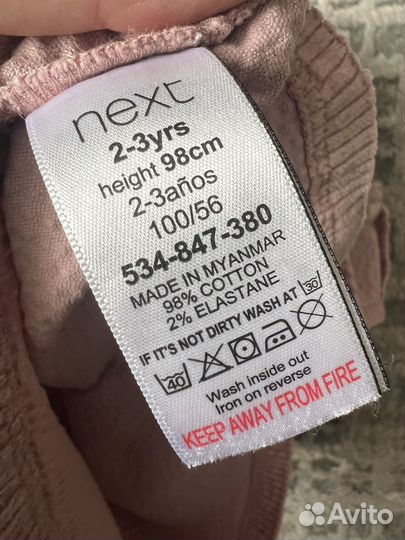 next
2-3yrs
height 98cm
2-3años
100/56
534-847-380
MADE IN MYANMAR
98% COTTON
2% ELASTANE
IF IT'S NOT DIRTY WASH AT 30
40
Wash inside out
Iron on reverse
KEEP AWAY FROM FIRE
Avito